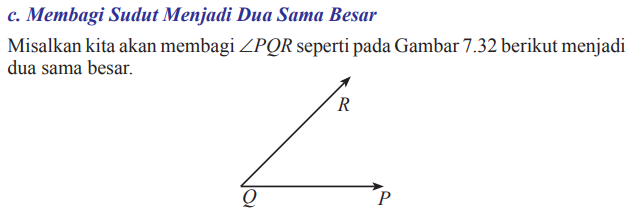 c. Membagi Sudut Menjadi Dua Sama Besar
Misalkan kita akan membagi ∠PQR seperti pada Gambar 7.32 berikut menjadi
dua sama besar.
R
Q
P